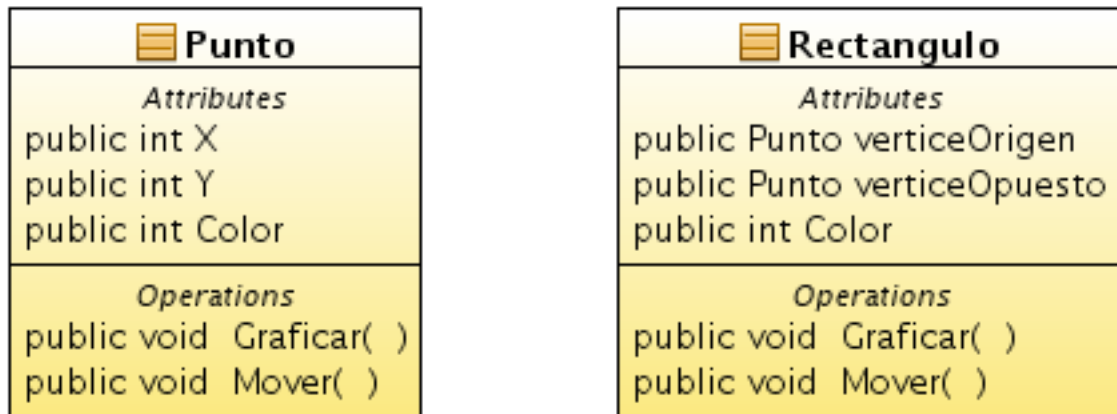 Punto
Attributes
public int X
public int Y
public int Color
Operations
public void Graficar( )
public void Mover( )
Rectangulo
Attributes
public Punto verticeOrigen
public Punto verticeOpuesto
public int Color
Operations
public void Graficar( )
public void Mover( )